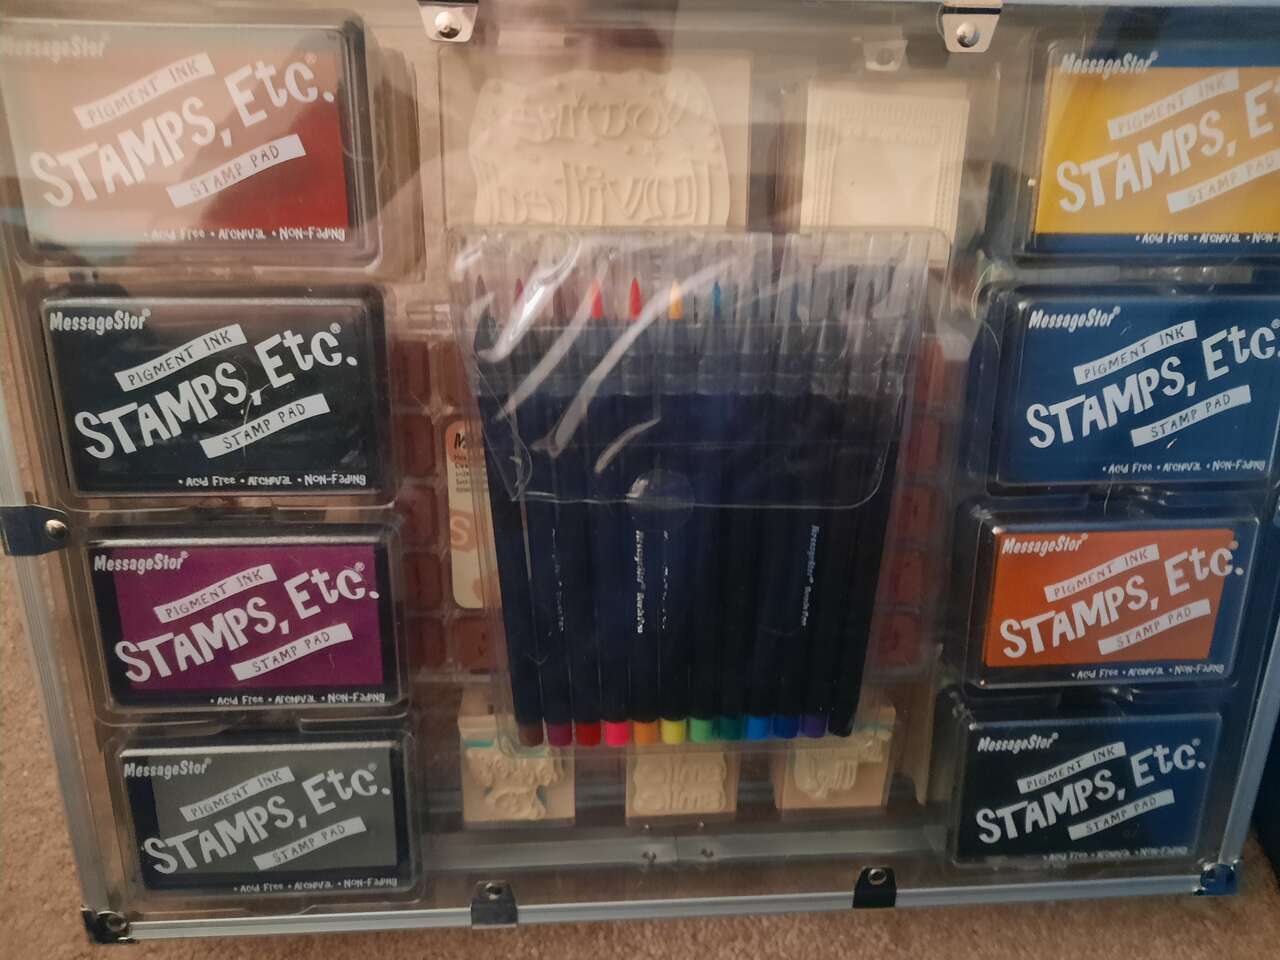 MessageStor®
PIGMENT INK
STAMPS, Etc.®
STAMP PAD
• Acid Free • Archival • Non-Fading
MessageStor®
PIGMENT INK
STAMPS, E
STAMP PAD
• Acid Free • Archival • Non-
MessageStor®
PIGMENT INK
STAMPS, Etc.®
STAMP PAD
• Acid Free • Archival • Non-Fading
MessageStor®
PIGMENT INK
STAMPS, Etc
STAMP PAD
• Acid Free • Archival • Non-Fading
MessageStor®
PIGMENT INK
STAMPS, Etc.®
STAMP PAD
• Acid Free • Archival • Non-Fading
MessageStor® Brush Pen
MessageStor® Brush Pen
MessageStor®
PIGMENT INK
STAMPS, Etc.®
STAMP PAD
• Acid Free • Archival • Non-Fading
MessageStor®
PIGMENT INK
STAMPS, Etc.®
STAMP PAD
• Acid Free • Archival • Non-Fading
MessageStor®
PIGMENT INK
STAMPS, Etc.®
STAMP PAD
• Acid Free • Archival • Non-Fading